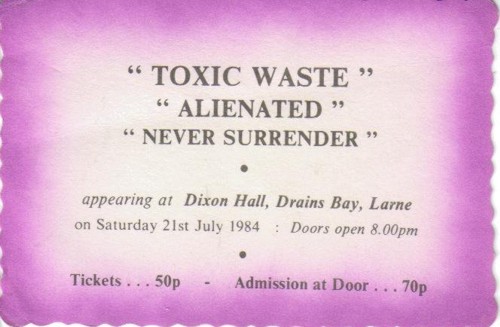 “ TOXIC WASTE ”
“ ALIENATED ”
“ NEVER SURRENDER ”
•
appearing at Dixon Hall, Drains Bay, Larne
on Saturday 21st July 1984 : Doors open 8.00pm
•
Tickets . . . 50p - Admission at Door . . . 70p